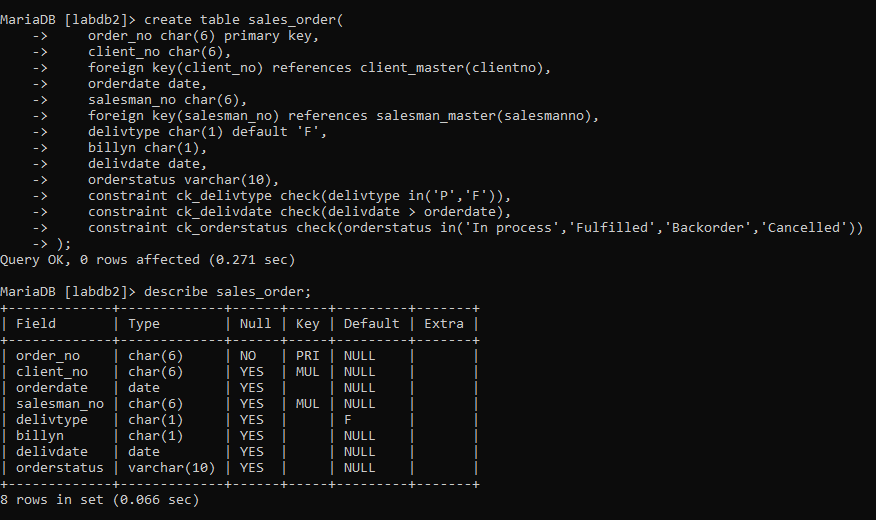 MariaDB [labdb2]> create table sales_order(
    ->     order_no char(6) primary key,
    ->     client_no char(6),
    ->     foreign key(client_no) references client_master(clientno),
    ->     orderdate date,
    ->     salesman_no char(6),
    ->     foreign key(salesman_no) references salesman_master(salesmanno),
    ->     delivtype char(1) default 'F',
    ->     billyn char(1),
    ->     delivdate date,
    ->     orderstatus varchar(10),
    ->     constraint ck_delivtype check(delivtype in('P','F')),
    ->     constraint ck_delivdate check(delivdate > orderdate),
    ->     constraint ck_orderstatus check(orderstatus in('In process','Fulfilled','Backorder','Cancelled'))
    -> );
Query OK, 0 rows affected (0.271 sec)

MariaDB [labdb2]> describe sales_order;
+-------------+-------------+------+-----+---------+-------+
| Field       | Type        | Null | Key | Default | Extra |
+-------------+-------------+------+-----+---------+-------+
| order_no    | char(6)     | NO   | PRI | NULL    |       |
| client_no   | char(6)     | YES  | MUL | NULL    |       |
| orderdate   | date        | YES  |     | NULL    |       |
| salesman_no | char(6)     | YES  | MUL | NULL    |       |
| delivtype   | char(1)     | YES  |     | F       |       |
| billyn      | char(1)     | YES  |     | NULL    |       |
| delivdate   | date        | YES  |     | NULL    |       |
| orderstatus | varchar(10) | YES  |     | NULL    |       |
+-------------+-------------+------+-----+---------+-------+
8 rows in set (0.066 sec)